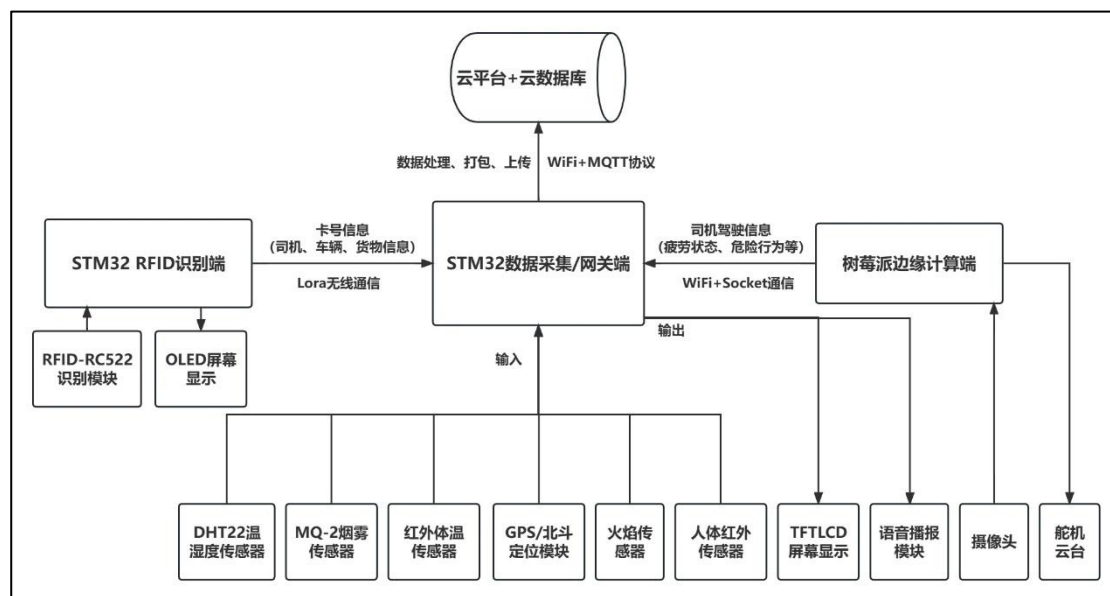 云平台+云数据库
数据处理、打包、上传
WiFi+MQTT协议
STM32 RFID识别端
卡号信息
（司机、车辆、货物信息）
Lora无线通信
STM32数据采集/网关端
司机驾驶信息
（疲劳状态、危险行为等）
WiFi+Socket通信
树莓派边缘计算端
RFID-RC522
识别模块
OLED屏幕
显示
输入
输出
DHT22温
湿度传感器
MQ-2烟雾
传感器
红外体温
传感器
GPS/北斗
定位模块
火焰传
感器
人体红外
传感器
TFTLCD
屏幕显示
语音播报
模块
摄像头
舵机
云台